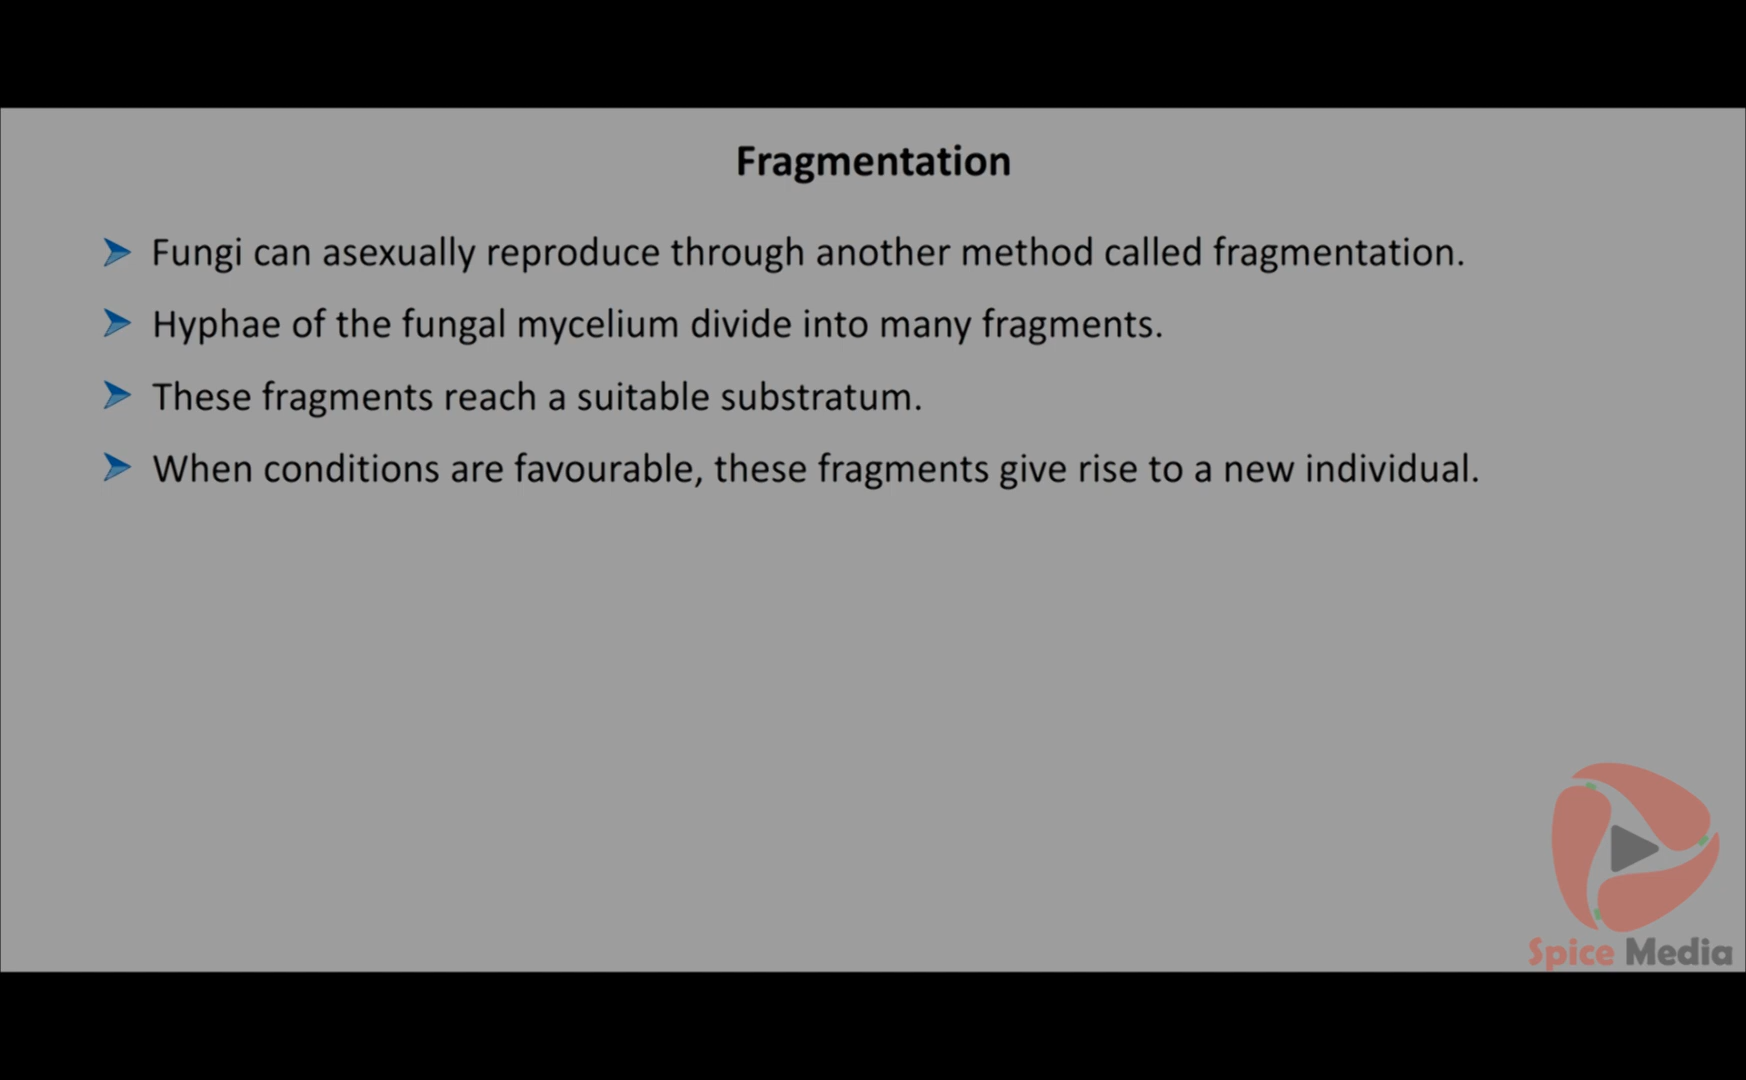 Fragmentation
Fungi can asexually reproduce through another method called fragmentation.
Hyphae of the fungal mycelium divide into many fragments.
These fragments reach a suitable substratum.
When conditions are favourable, these fragments give rise to a new individual.
Spice Media